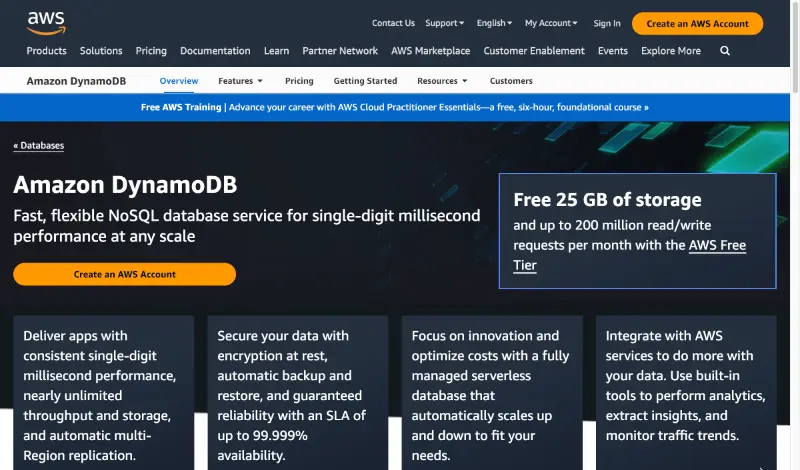 aws
Contact Us Support English My Account Sign In Create an AWS Account
Products Solutions Pricing Documentation Learn Partner Network AWS Marketplace Customer Enablement Events Explore More
Amazon DynamoDB Overview Features Pricing Getting Started Resources Customers
Free AWS Training | Advance your career with AWS Cloud Practitioner Essentials—a free, six-hour, foundational course »
« Databases
Amazon DynamoDB
Fast, flexible NoSQL database service for single-digit millisecond
performance at any scale
Create an AWS Account
Free 25 GB of storage
and up to 200 million read/write
requests per month with the AWS Free
Tier
Deliver apps with
consistent single-digit
millisecond performance,
nearly unlimited
throughput and storage,
and automatic multi-
Region replication.
Secure your data with
encryption at rest,
automatic backup and
restore, and guaranteed
reliability with an SLA of
up to 99.999%
availability.
Focus on innovation and
optimize costs with a fully
managed serverless
database that
automatically scales up
and down to fit your
needs.
Integrate with AWS
services to do more with
your data. Use built-in
tools to perform analytics,
extract insights, and
monitor traffic trends.